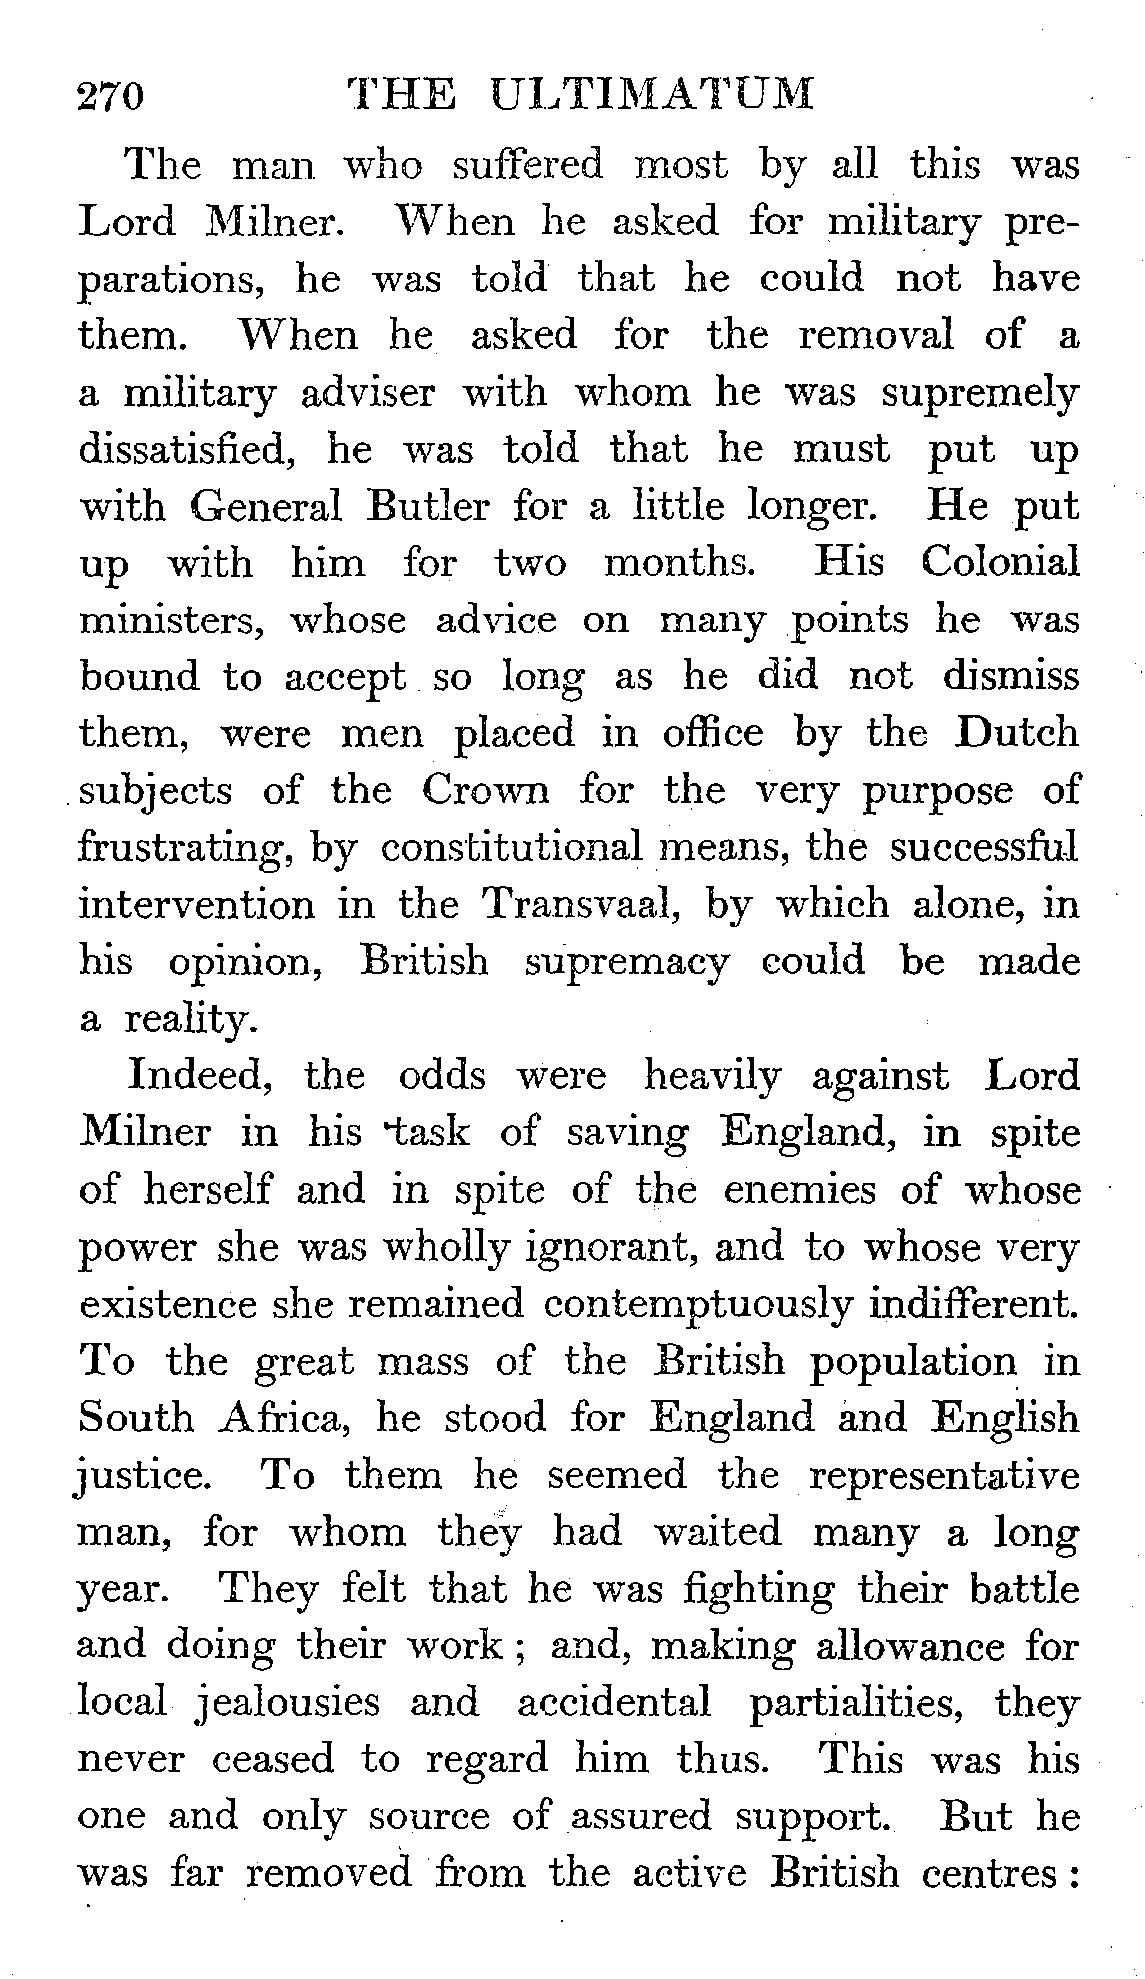 270 THE ULTIMATUM
The man who suffered most by all this was
Lord Milner. When he asked for military pre-
parations, he was told that he could not have
them. When he asked for the removal of a
a military adviser with whom he was supremely
dissatisfied, he was told that he must put up
with General Butler for a little longer. He put
up with him for two months. His Colonial
ministers, whose advice on many points he was
bound to accept so long as he did not dismiss
them, were men placed in office by the Dutch
subjects of the Crown for the very purpose of
frustrating, by constitutional means, the successful
intervention in the Transvaal, by which alone, in
his opinion, British supremacy could be made
a reality.
Indeed, the odds were heavily against Lord
Milner in his task of saving England, in spite
of herself and in spite of the enemies of whose
power she was wholly ignorant, and to whose very
existence she remained contemptuously indifferent.
To the great mass of the British population in
South Africa, he stood for England and English
justice. To them he seemed the representative
man, for whom they had waited many a long
year. They felt that he was fighting their battle
and doing their work ; and, making allowance for
local jealousies and accidental partialities, they
never ceased to regard him thus. This was his
one and only source of assured support. But he
was far removed from the active British centres :